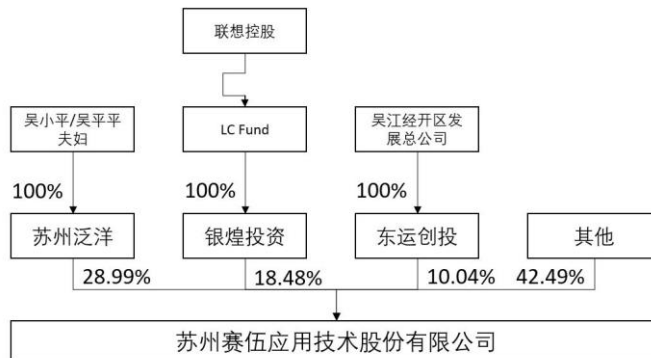 联想控股
吴小平/吴平平
夫妇
LC Fund
吴江经开区发
展总公司
100%
100%
100%
苏州泛洋
银煌投资
东运创投
其他
28.99%
18.48%
10.04%
42.49%
苏州赛伍应用技术股份有限公司